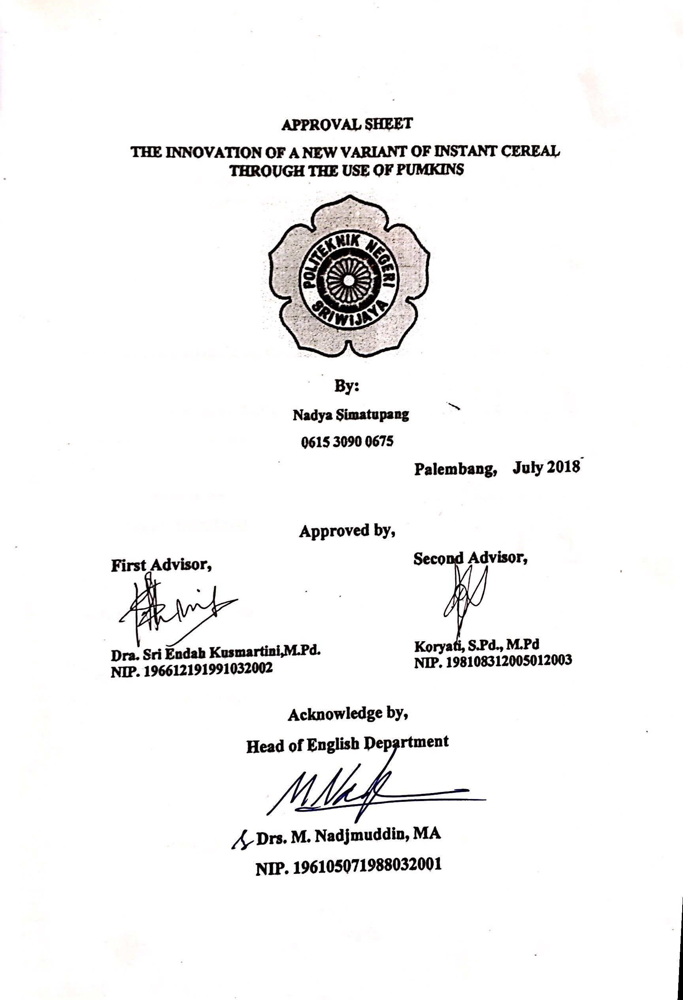 APPROVAL SHEET
THE INNOVATION OF A NEW VARIANT OF INSTANT CEREAL
THROUGH THE USE OF PUMKINS
POLITEKNIK NEGERI
SRIWIJAYA
By:
Nadya Simatupang
0615 3090 0675
Palembang, July 2018
Approved by,
First Advisor,
Second Advisor,
Dra. Sri Endah Kusmartini,M.Pd.
NIP. 196612191991032002
Koryati, S.Pd., M.Pd
NIP. 198108312005012003
Acknowledge by,
Head of English Department
Drs. M. Nadjmuddin, MA
NIP. 196105071988032001